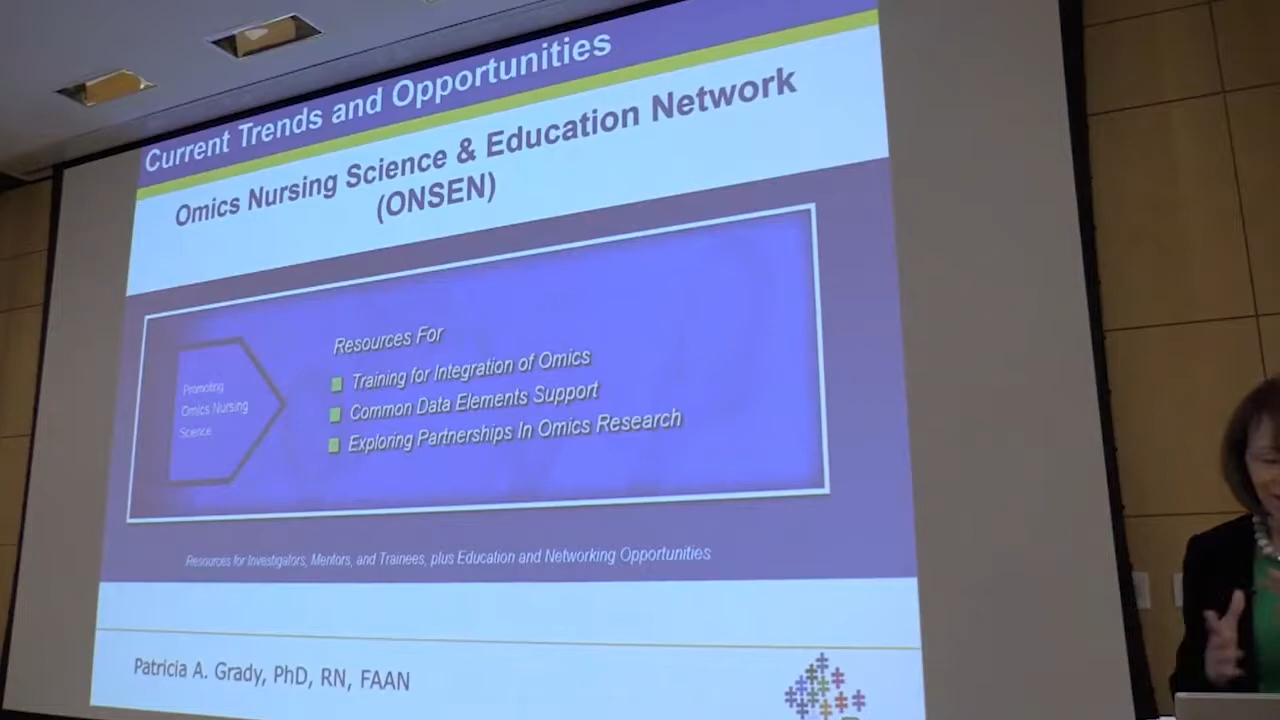 Current Trends and Opportunities
Omics Nursing Science & Education Network
(ONSEN)
Promoting
Omics Nursing
Science
Resources For
Training for Integration of Omics
Common Data Elements Support
Exploring Partnerships In Omics Research
Resources for Investigators, Mentors, and Trainees, plus Education and Networking Opportunities
Patricia A. Grady, PhD, RN, FAAN